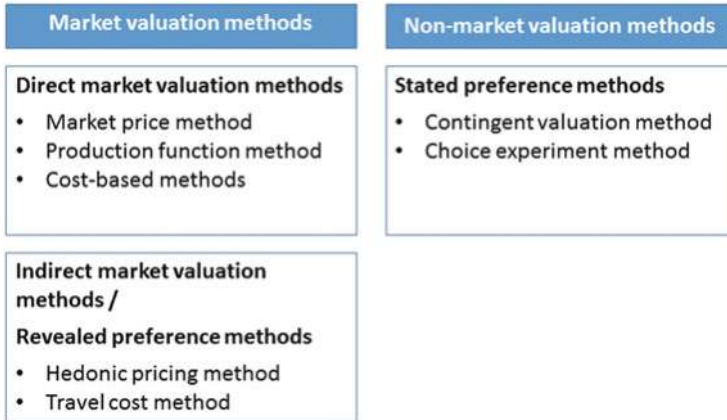 Market valuation methods
Direct market valuation methods
• Market price method
• Production function method
• Cost-based methods
Indirect market valuation
methods /
Revealed preference methods
• Hedonic pricing method
• Travel cost method
Non-market valuation methods
Stated preference methods
• Contingent valuation method
• Choice experiment method